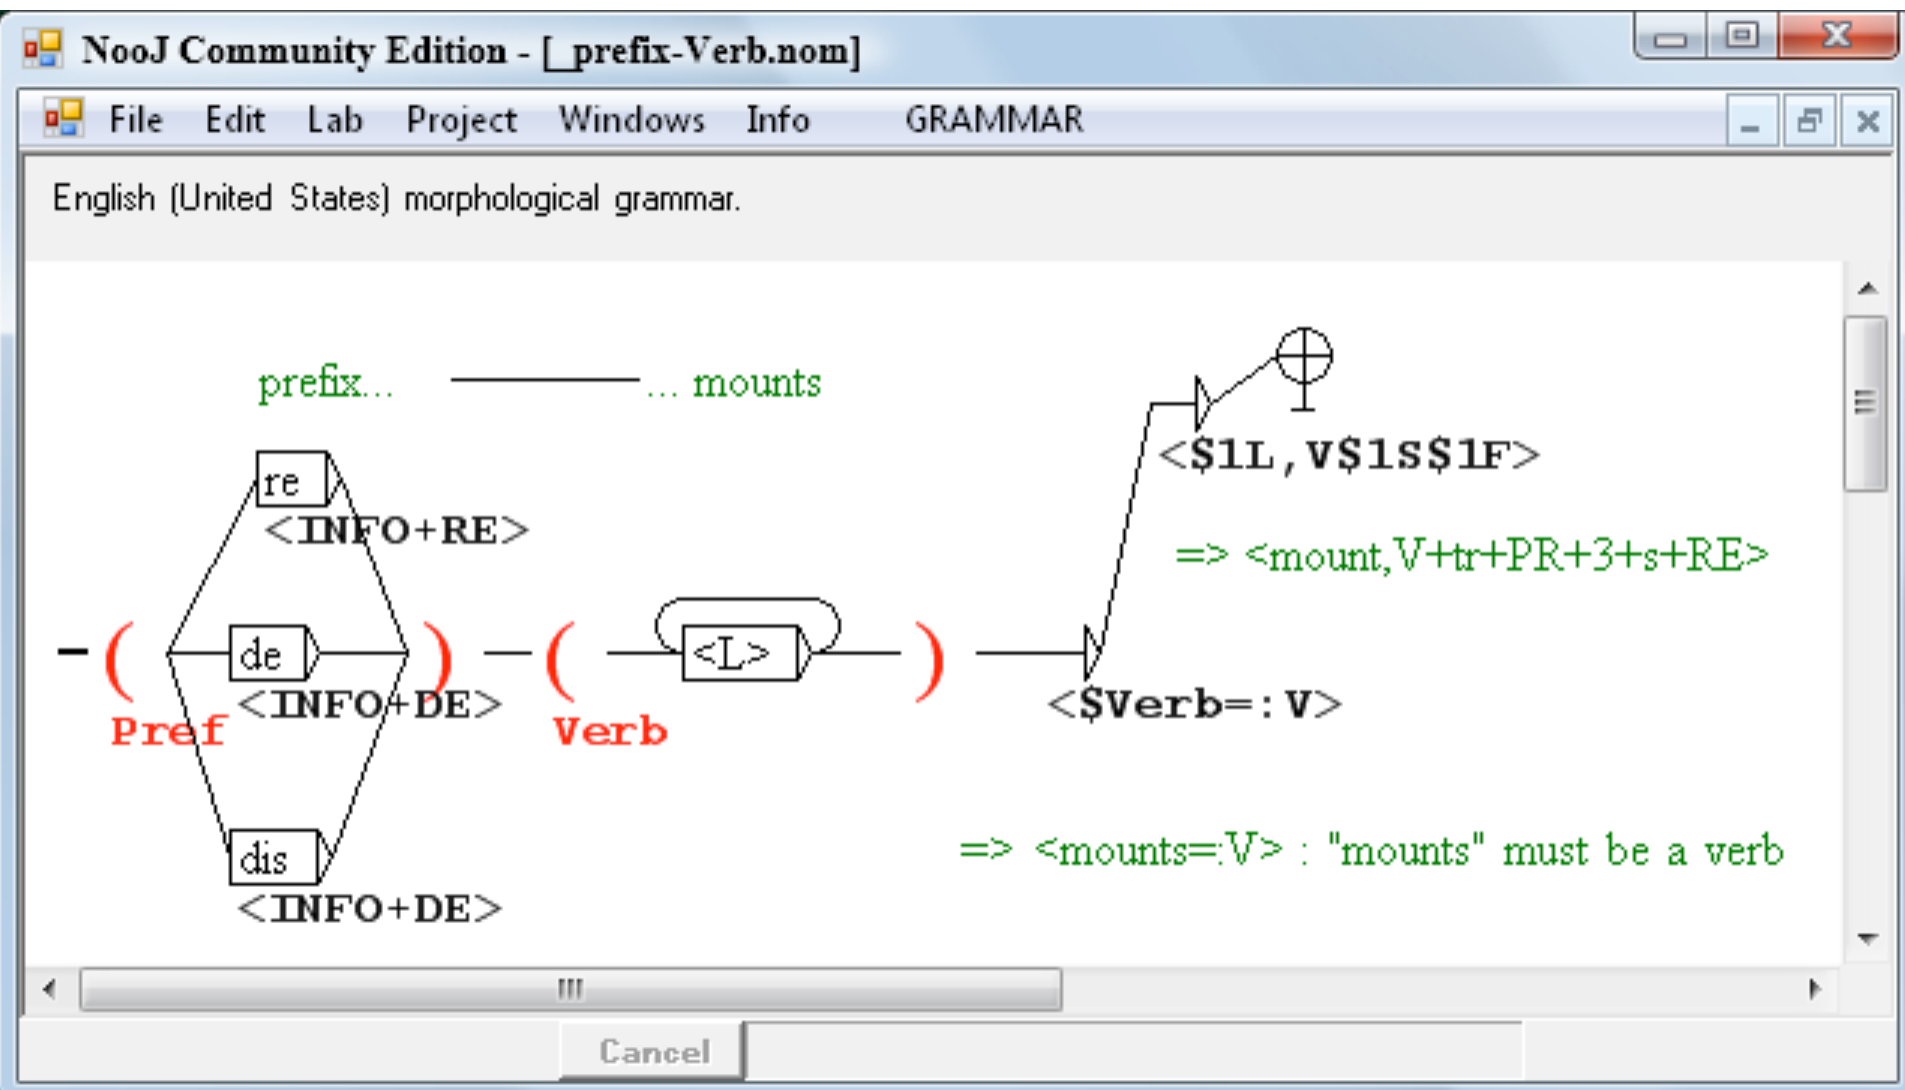 NooJ Community Edition - [_prefix-Verb.nom]
File Edit Lab Project Windows Info GRAMMAR
English (United States) morphological grammar.
prefix... ... mounts
<$1L,V$1S$1F>
re
<INFO+RE>
=> <mount,V+tr+PR+3+s+RE>
( de ) ( <L> )
<INFO+DE>
<$Verb=:V>
Pref Verb
dis
=> <mounts=:V> : "mounts" must be a verb
<INFO+DE>
Cancel